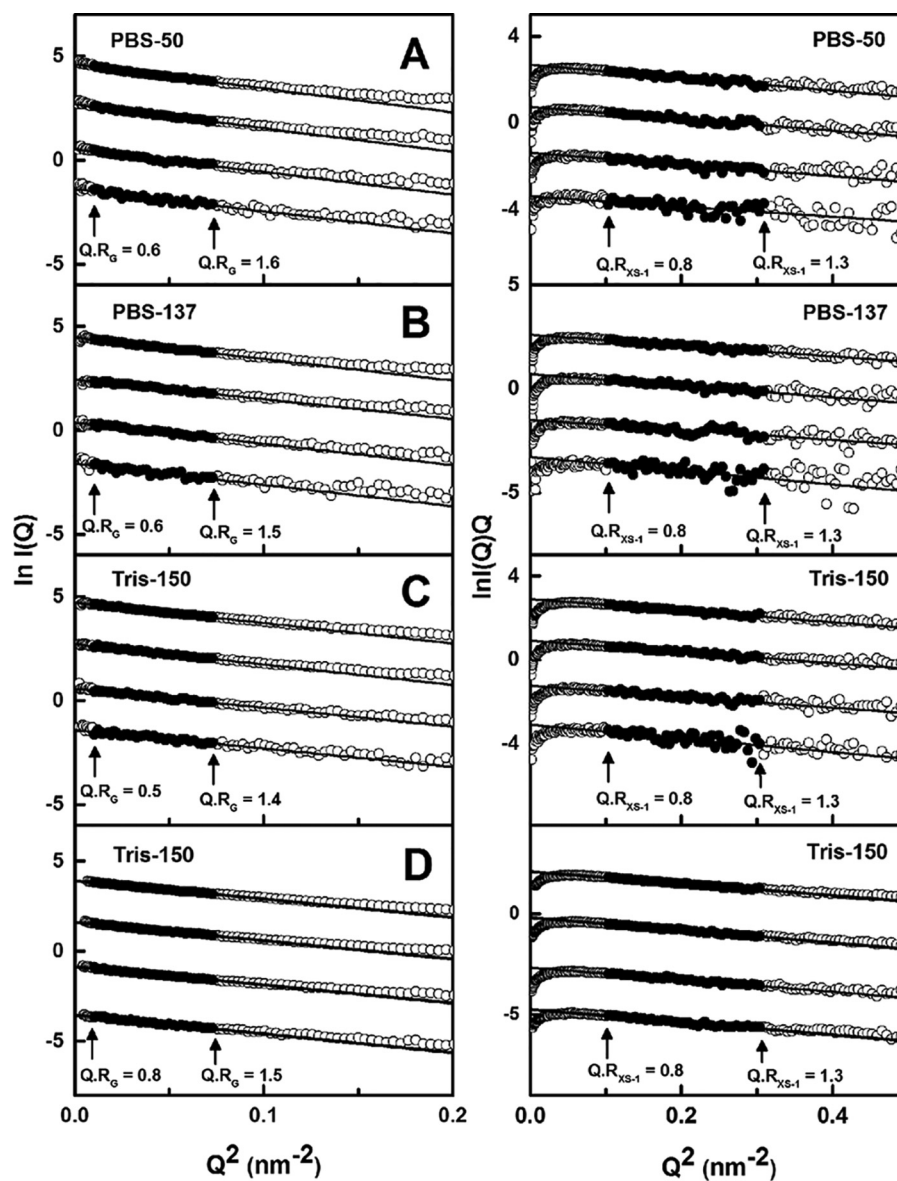 PBS-50
A
5
0
-5
Q.R_G = 0.6
Q.R_G = 1.6
PBS-50
4
0
-4
Q.R_XS-1 = 0.8
Q.R_XS-1 = 1.3
PBS-137
B
5
0
-5
Q.R_G = 0.6
Q.R_G = 1.5
PBS-137
5
0
-5
Q.R_XS-1 = 0.8
Q.R_XS-1 = 1.3
Tris-150
C
5
0
-5
Q.R_G = 0.5
Q.R_G = 1.4
Tris-150
4
0
-4
Q.R_XS-1 = 0.8
Q.R_XS-1 = 1.3
Tris-150
D
5
0
-5
Q.R_G = 0.8
Q.R_G = 1.5
Tris-150
0
-5
Q.R_XS-1 = 0.8
Q.R_XS-1 = 1.3
ln I(Q)
lnI(Q)Q
0.0 0.1 0.2
0.0 0.2 0.4
Q² (nm⁻²)
Q² (nm⁻²)